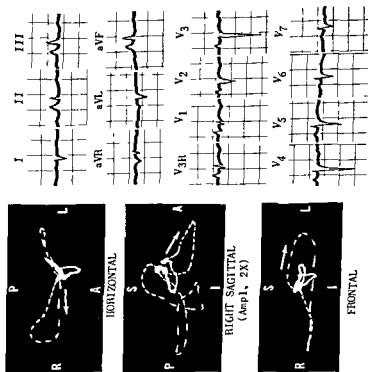 I II III
aVR aVL aVF
V3R V1 V2 V3
V4 V5 V6 V7
P
R L
A
HORIZONTAL
S
P A
I
RIGHT SAGITTAL
(Ampl, 2X)
S
R L
I
FRONTAL